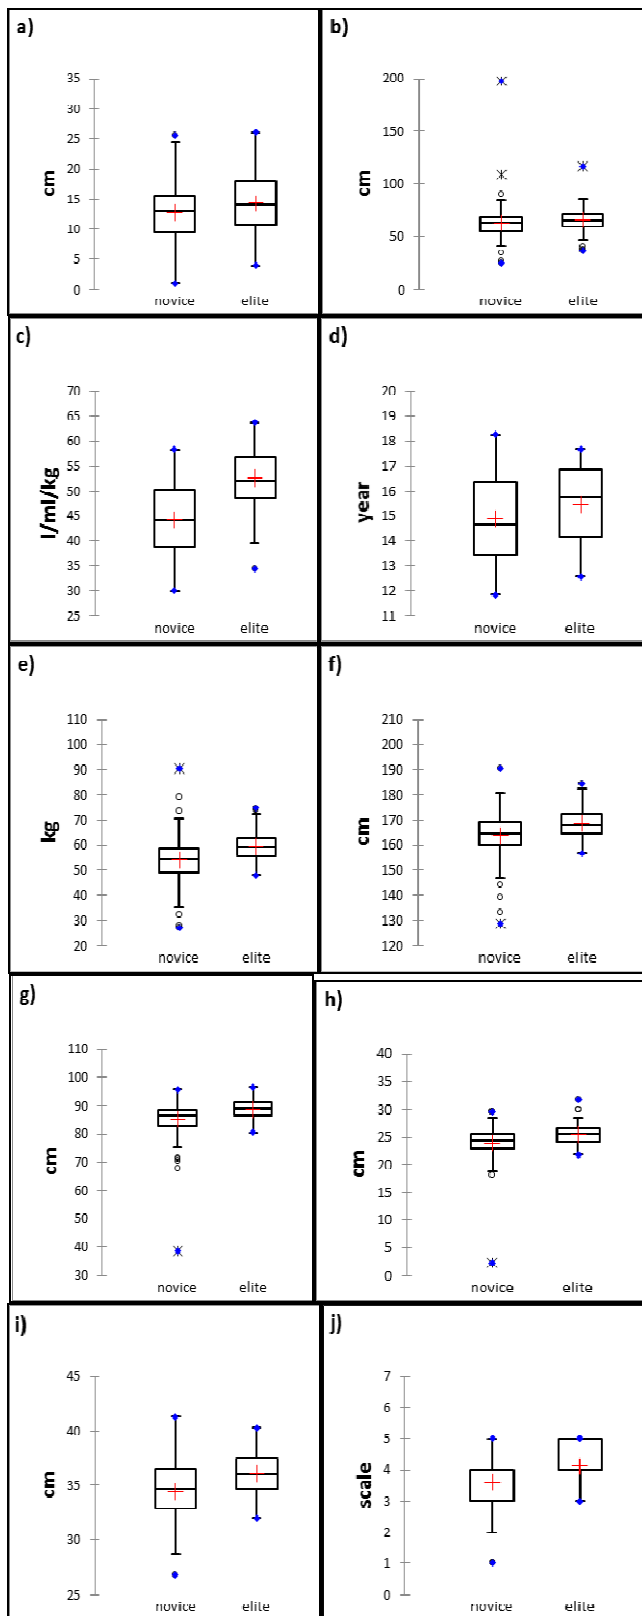 a)
b)
35
30
25
20
15
10
5
0
cm
novice
elite
200
150
100
50
0
cm
novice
elite
c)
d)
70
65
60
55
50
45
40
35
30
25
l/ml/kg
novice
elite
20
19
18
17
16
15
14
13
12
11
year
novice
elite
e)
f)
110
100
90
80
70
60
50
40
30
20
kg
novice
elite
210
200
190
180
170
160
150
140
130
120
cm
novice
elite
g)
h)
110
100
90
80
70
60
50
40
30
cm
novice
elite
40
35
30
25
20
15
10
5
0
cm
novice
elite
i)
j)
45
40
35
30
25
cm
novice
elite
7
6
5
4
3
2
1
0
scale
novice
elite